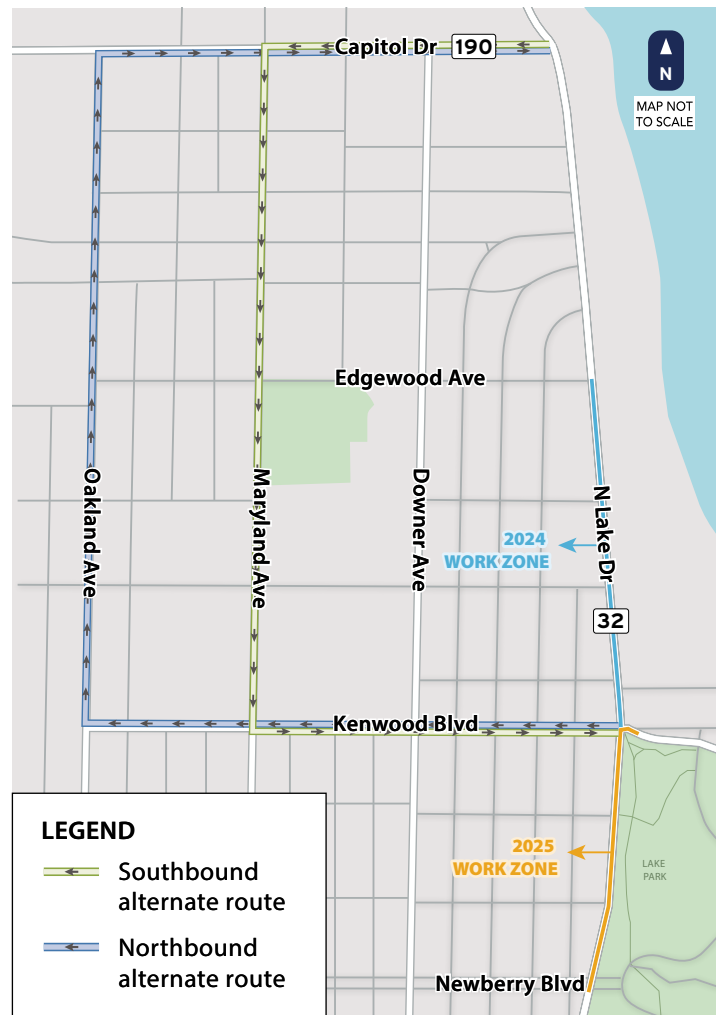 Capitol Dr 190
N
MAP NOT
TO SCALE
Edgewood Ave
Oakland Ave
Maryland Ave
Downer Ave
N Lake Dr
2024
WORK ZONE
32
Kenwood Blvd
2025
WORK ZONE
LAKE
PARK
Newberry Blvd
LEGEND
Southbound
alternate route
Northbound
alternate route